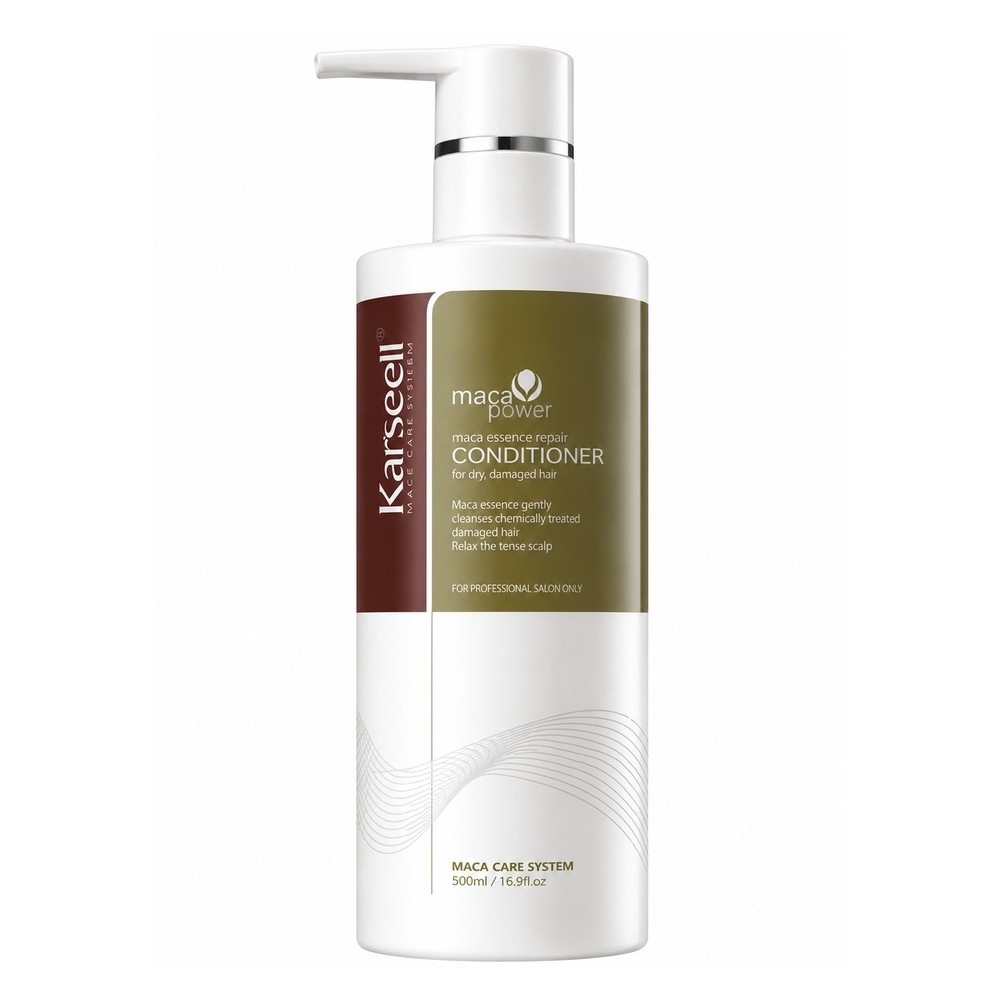 Karseell®
MACE CARE SYSTEӍM
maca
power
maca essence repair
CONDITIONER
for dry, damaged hair
Maca essence gently
cleanses chemically treated
damaged hair
Relax the tense scalp
FOR PROFESSIONAL SALON ONLY
MACA CARE SYSTEM
500ml / 16.9fl.oz